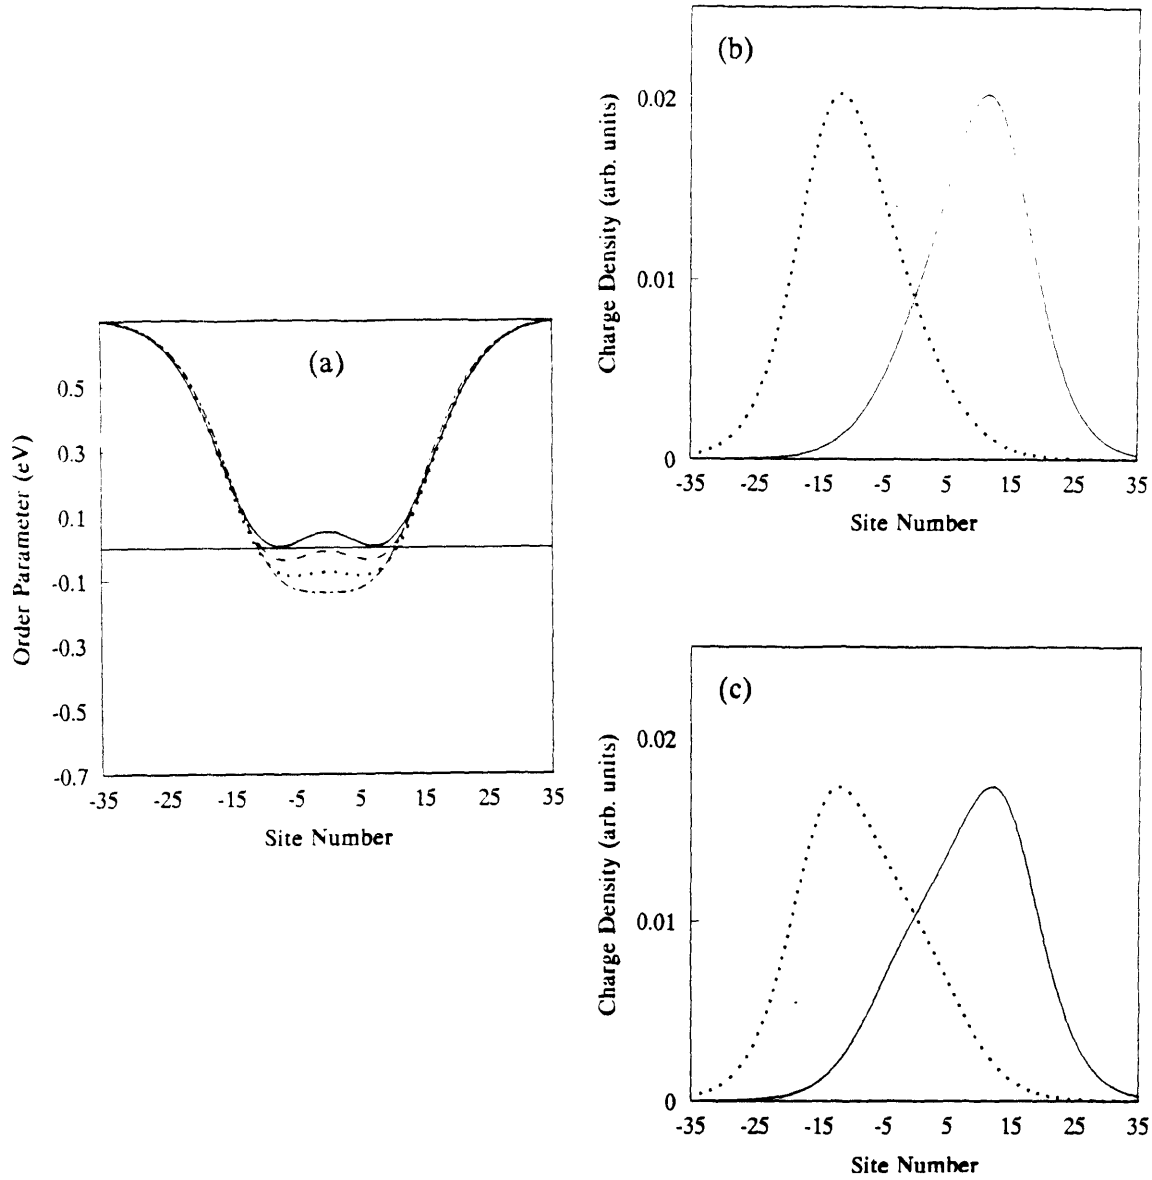 (a)
0.5
0.3
0.1
-0.1
-0.3
-0.5
-0.7
-35 -25 -15 -5 5 15 25 35
Site Number
Order Parameter (eV)
(b)
0.02
0.01
0
-35 -25 -15 -5 5 15 25 35
Site Number
Charge Density (arb. units)
(c)
0.02
0.01
0
-35 -25 -15 -5 5 15 25 35
Site Number
Charge Density (arb. units)